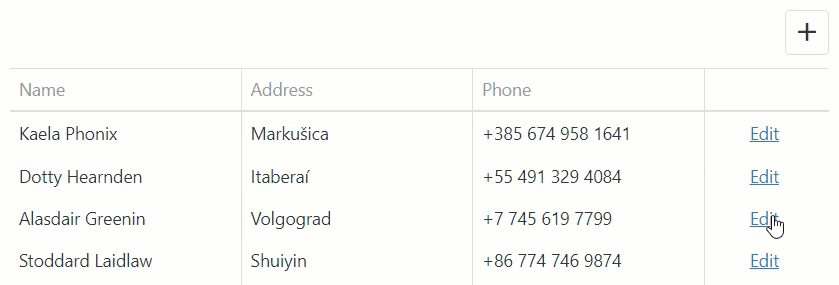 +
Name Address Phone
Kaela Phonix Markušica +385 674 958 1641 Edit
Dotty Hearnden Itaberaí +55 491 329 4084 Edit
Alasdair Greenin Volgograd +7 745 619 7799 Edit
Stoddard Laidlaw Shuiyin +86 774 746 9874 Edit